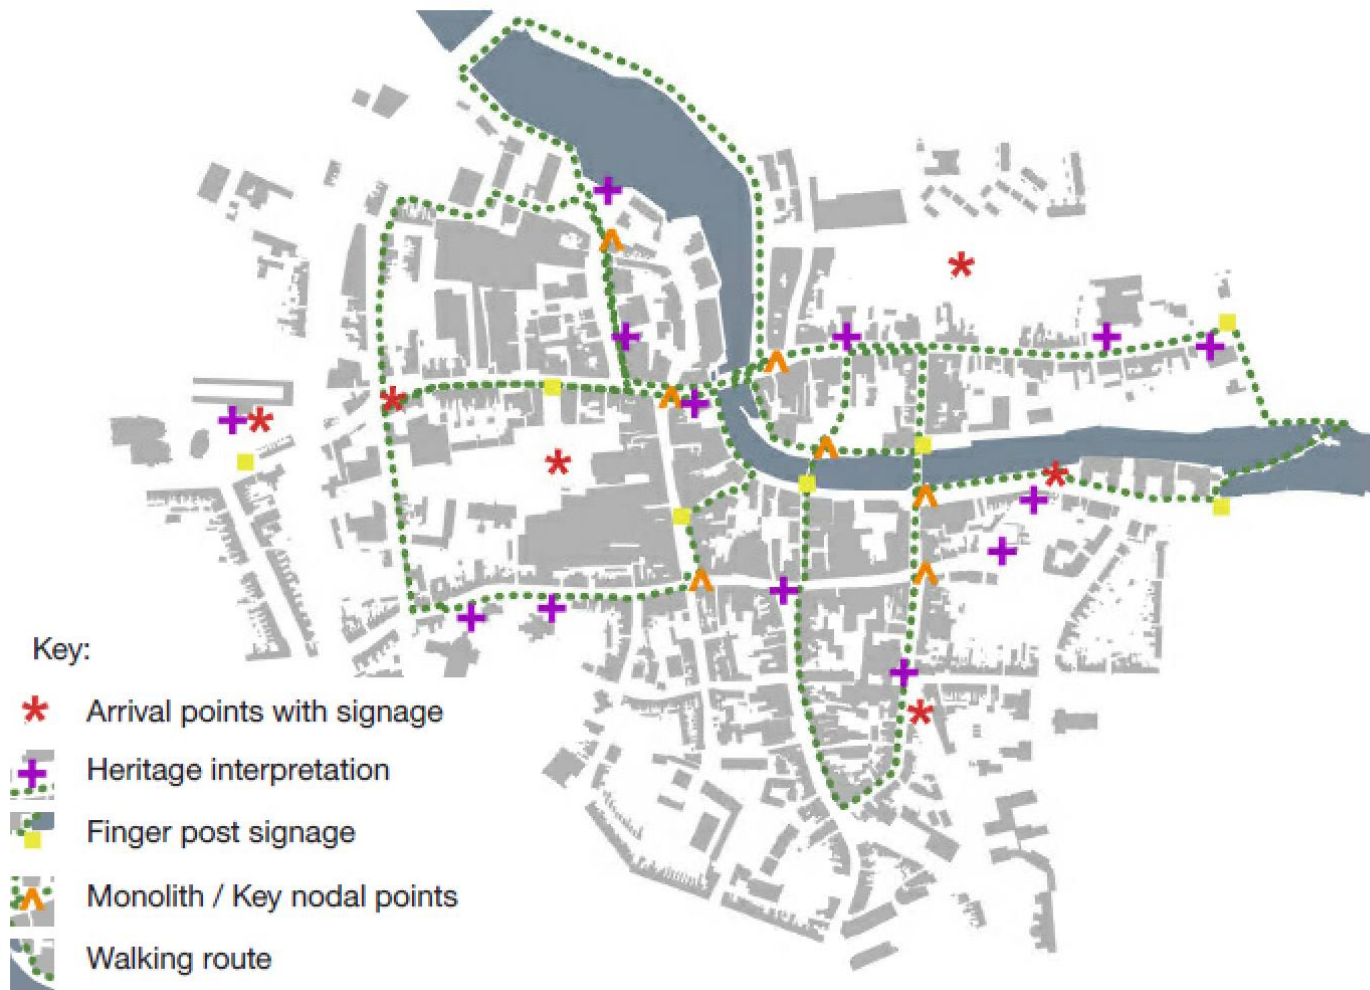 Key:
Arrival points with signage
Heritage interpretation
Finger post signage
Monolith / Key nodal points
Walking route